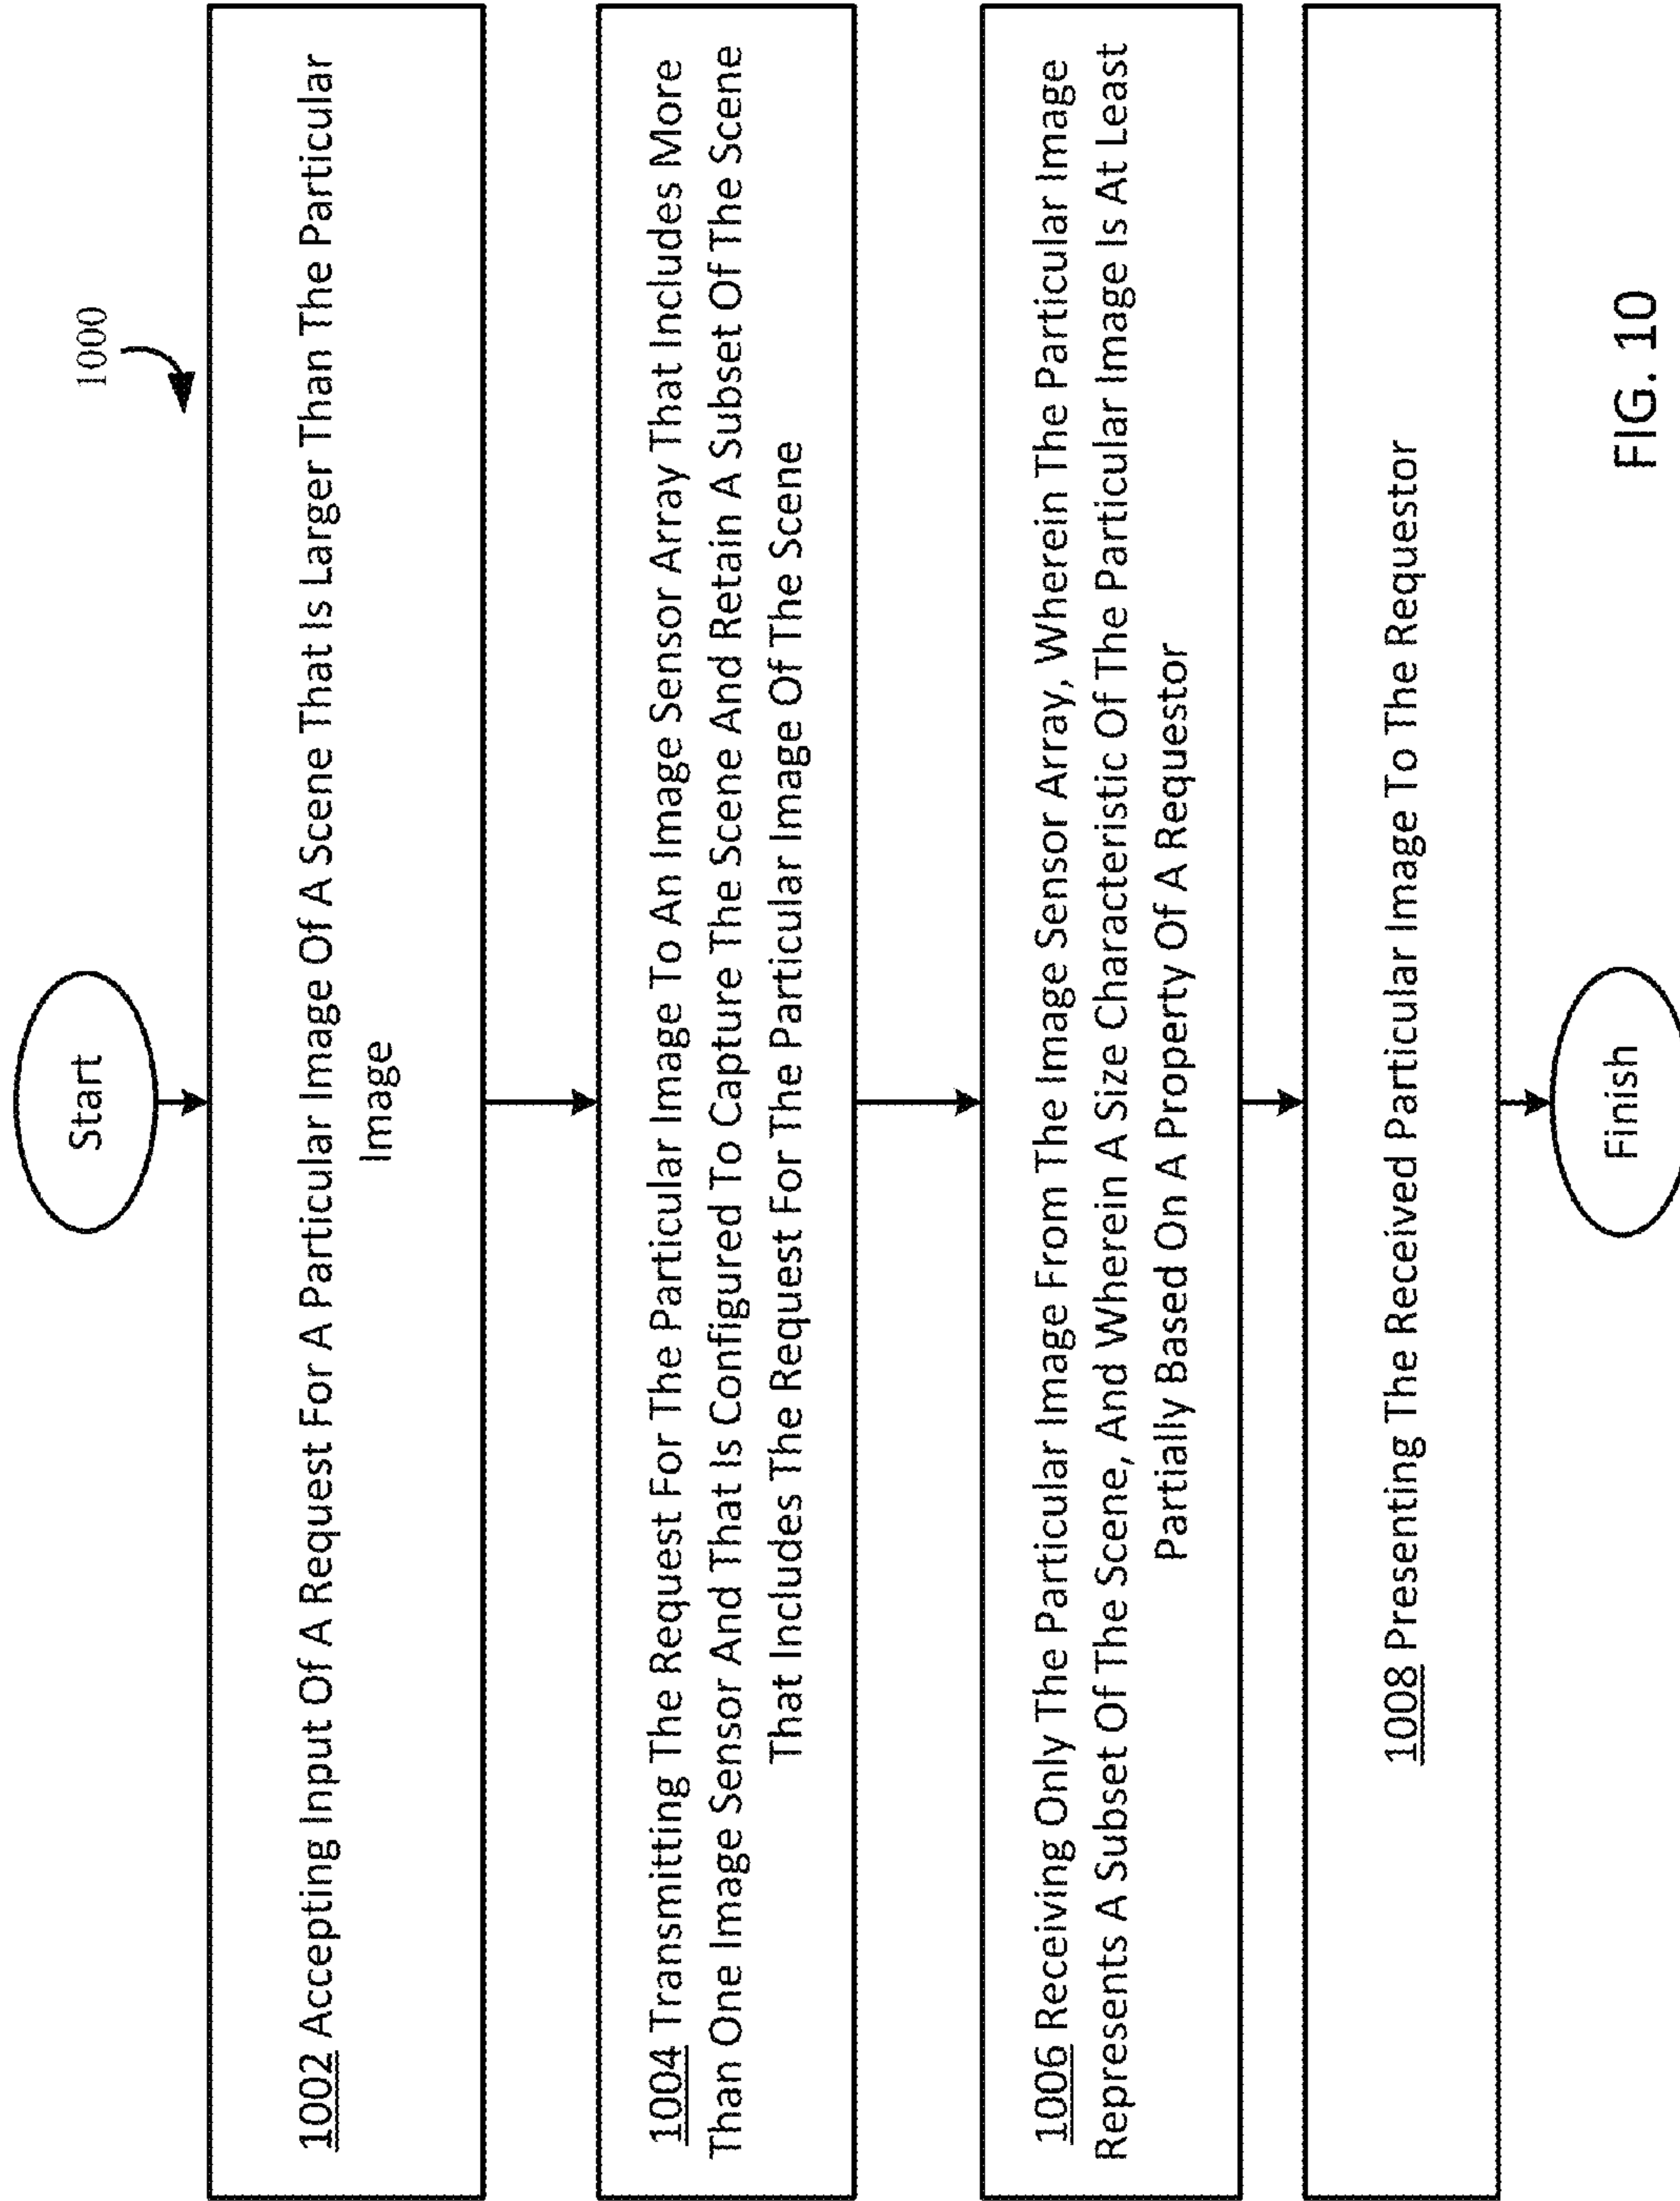 1000
Start
1002 Accepting Input Of A Request For A Particular Image Of A Scene That Is Larger Than The Particular
Image
1004 Transmitting The Request For The Particular Image To An Image Sensor Array That Includes More
Than One Image Sensor And That Is Configured To Capture The Scene And Retain A Subset Of The Scene
That Includes The Request For The Particular Image Of The Scene
1006 Receiving Only The Particular Image From The Image Sensor Array, Wherein The Particular Image
Represents A Subset Of The Scene, And Wherein A Size Characteristic Of The Particular Image Is At Least
Partially Based On A Property Of A Requestor
1008 Presenting The Received Particular Image To The Requestor
Finish
FIG. 10